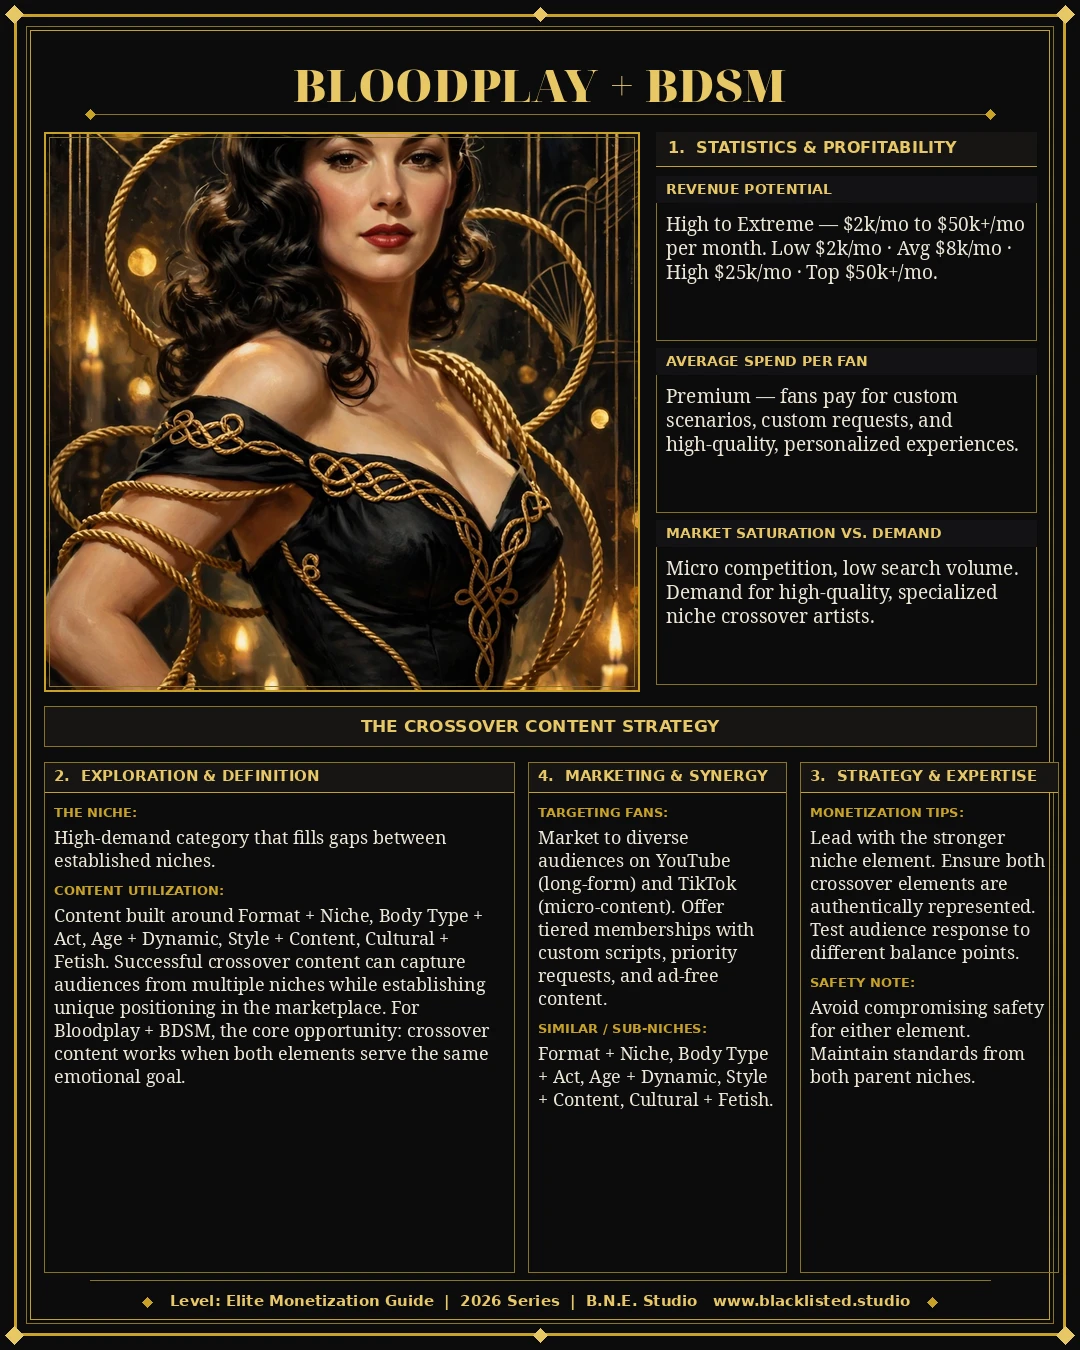 BLOODPLAY + BDSM
1. STATISTICS & PROFITABILITY
REVENUE POTENTIAL
High to Extreme — $2k/mo to $50k+/mo
per month. Low $2k/mo · Avg $8k/mo ·
High $25k/mo · Top $50k+/mo.
AVERAGE SPEND PER FAN
Premium — fans pay for custom
scenarios, custom requests, and
high-quality, personalized experiences.
MARKET SATURATION VS. DEMAND
Micro competition, low search volume.
Demand for high-quality, specialized
niche crossover artists.
THE CROSSOVER CONTENT STRATEGY
2. EXPLORATION & DEFINITION
THE NICHE:
High-demand category that fills gaps between
established niches.
CONTENT UTILIZATION:
Content built around Format + Niche, Body Type +
Act, Age + Dynamic, Style + Content, Cultural +
Fetish. Successful crossover content can capture
audiences from multiple niches while establishing
unique positioning in the marketplace. For
Bloodplay + BDSM, the core opportunity: crossover
content works when both elements serve the same
emotional goal.
4. MARKETING & SYNERGY
TARGETING FANS:
Market to diverse
audiences on YouTube
(long-form) and TikTok
(micro-content). Offer
tiered memberships with
custom scripts, priority
requests, and ad-free
content.
SIMILAR / SUB-NICHES:
Format + Niche, Body Type
+ Act, Age + Dynamic, Style
+ Content, Cultural + Fetish.
3. STRATEGY & EXPERTISE
MONETIZATION TIPS:
Lead with the stronger
niche element. Ensure both
crossover elements are
authentically represented.
Test audience response to
different balance points.
SAFETY NOTE:
Avoid compromising safety
for either element.
Maintain standards from
both parent niches.
Level: Elite Monetization Guide | 2026 Series | B.N.E. Studio www.blacklisted.studio